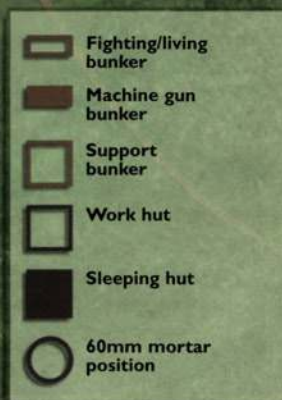 Fighting/living
bunker
Machine gun
bunker
Support
bunker
Work hut
Sleeping hut
60mm mortar
position